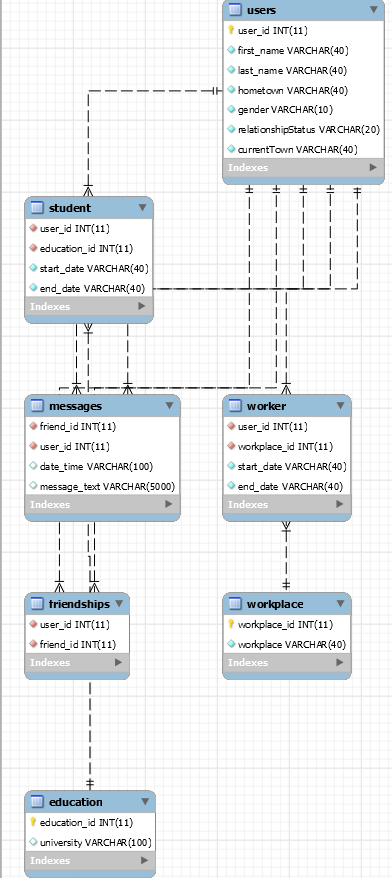 users
user_id INT(11)
first_name VARCHAR(40)
last_name VARCHAR(40)
hometown VARCHAR(40)
gender VARCHAR(10)
relationshipStatus VARCHAR(20)
currentTown VARCHAR(40)
Indexes
student
user_id INT(11)
education_id INT(11)
start_date VARCHAR(40)
end_date VARCHAR(40)
Indexes
messages
friend_id INT(11)
user_id INT(11)
date_time VARCHAR(100)
message_text VARCHAR(5000)
Indexes
worker
user_id INT(11)
workplace_id INT(11)
start_date VARCHAR(40)
end_date VARCHAR(40)
Indexes
friendships
user_id INT(11)
friend_id INT(11)
Indexes
workplace
workplace_id INT(11)
workplace VARCHAR(40)
Indexes
education
education_id INT(11)
university VARCHAR(100)
Indexes